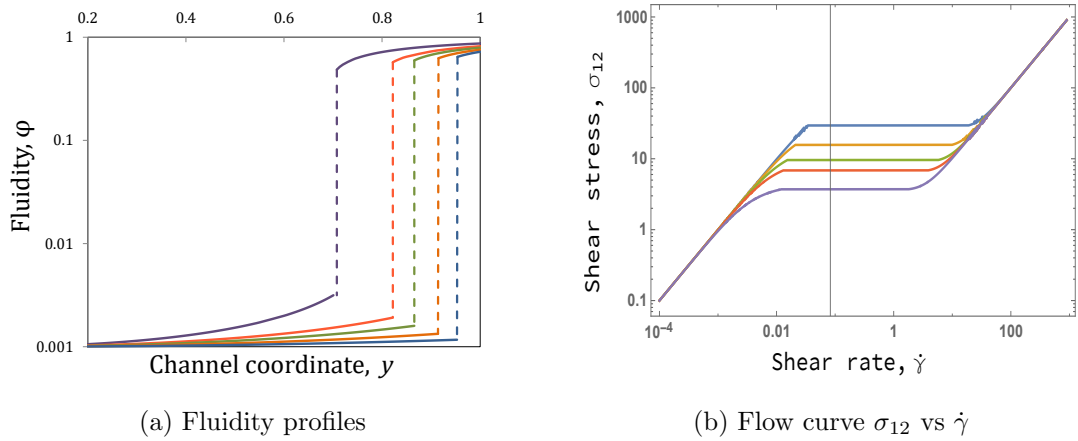 0.2 0.4 0.6 0.8 1
1
0.1
0.01
0.001
Fluidity, φ
Channel coordinate, y
(a) Fluidity profiles
1000
100
10
1
0.1
Shear stress, σ₁₂
10⁻⁴ 0.01 1 100
Shear rate, γ̇
(b) Flow curve σ₁₂ vs γ̇